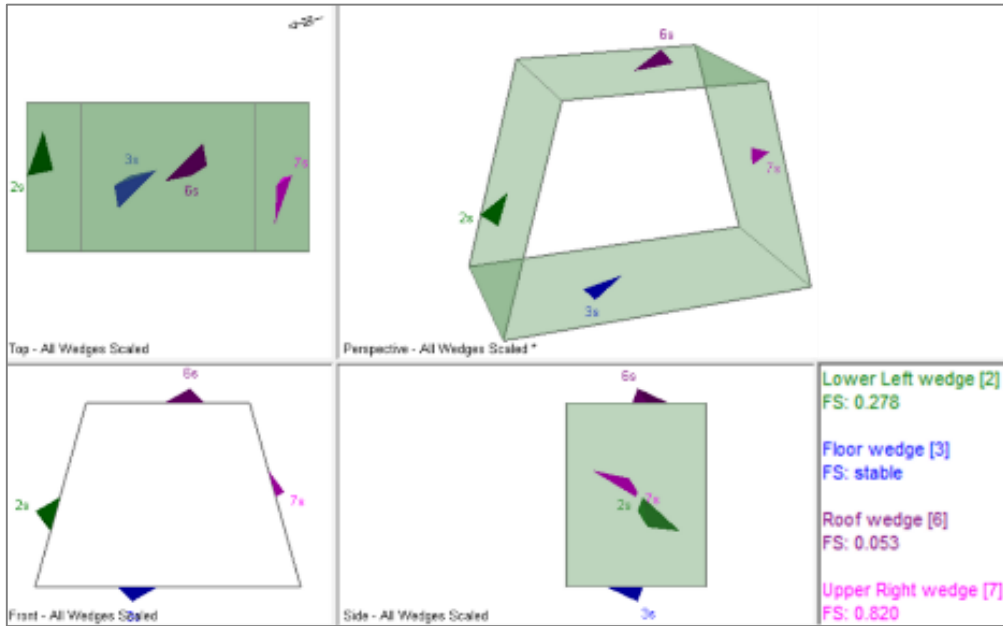 2s
3s
6s
7s
Top - All Wedges Scaled
6s
7s
2s
3s
Perspective - All Wedges Scaled *
6s
2s
7s
Front - All Wedges Scaled
6s
7s
2s
3s
Side - All Wedges Scaled
Lower Left wedge [2]
FS: 0.278
Floor wedge [3]
FS: stable
Roof wedge [6]
FS: 0.053
Upper Right wedge [7]
FS: 0.820